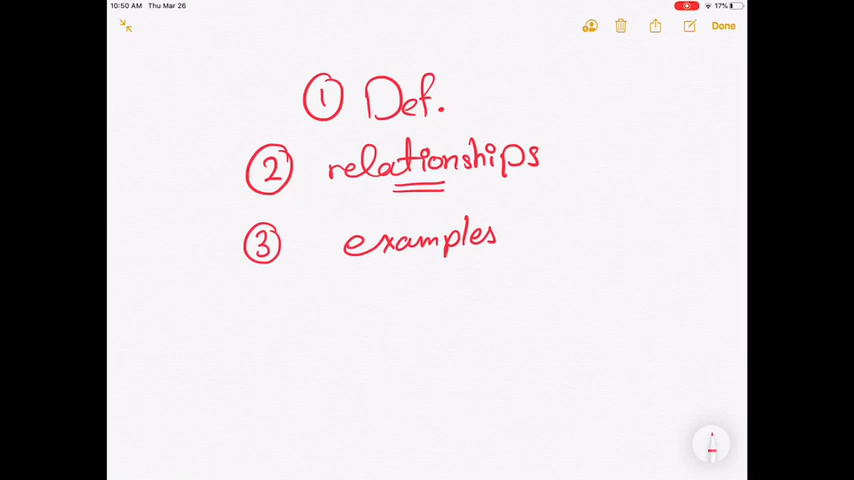 10:50 AM Thu Mar 26 17%
Done
① Def.
② relationships
③ examples